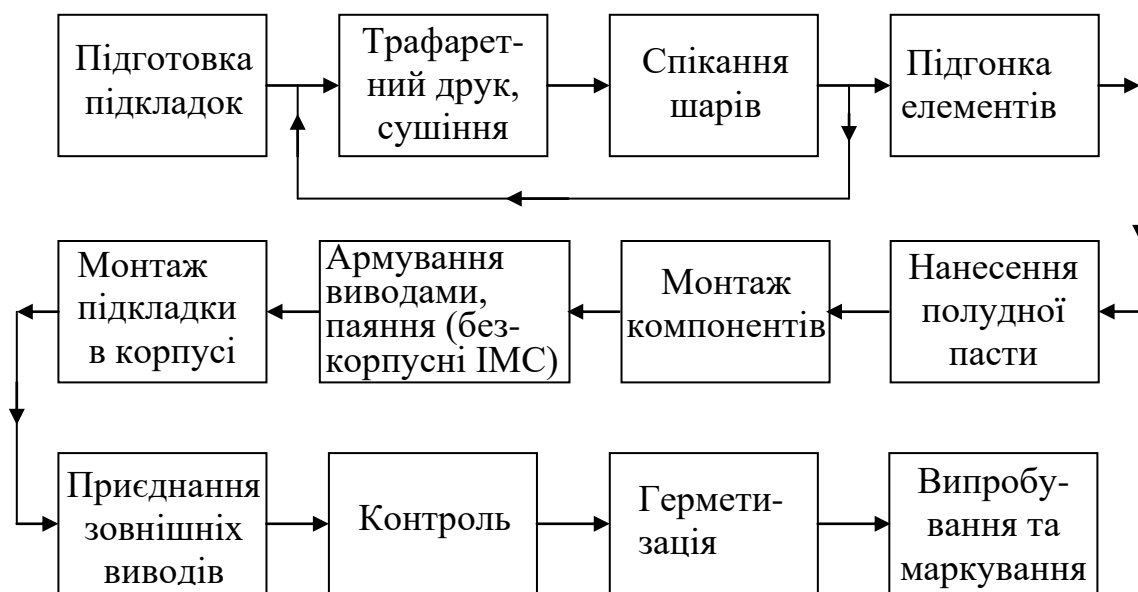 Підготовка
підкладок
Трафарет-
ний друк,
сушіння
Спікання
шарів
Підгонка
елементів
Монтаж
підкладки
в корпусі
Армування
виводами,
паяння (без-
корпусні ІМС)
Монтаж
компонентів
Нанесення
полудної
пасти
Приєднання
зовнішніх
виводів
Контроль
Гермети-
зація
Випробу-
вання та
маркування